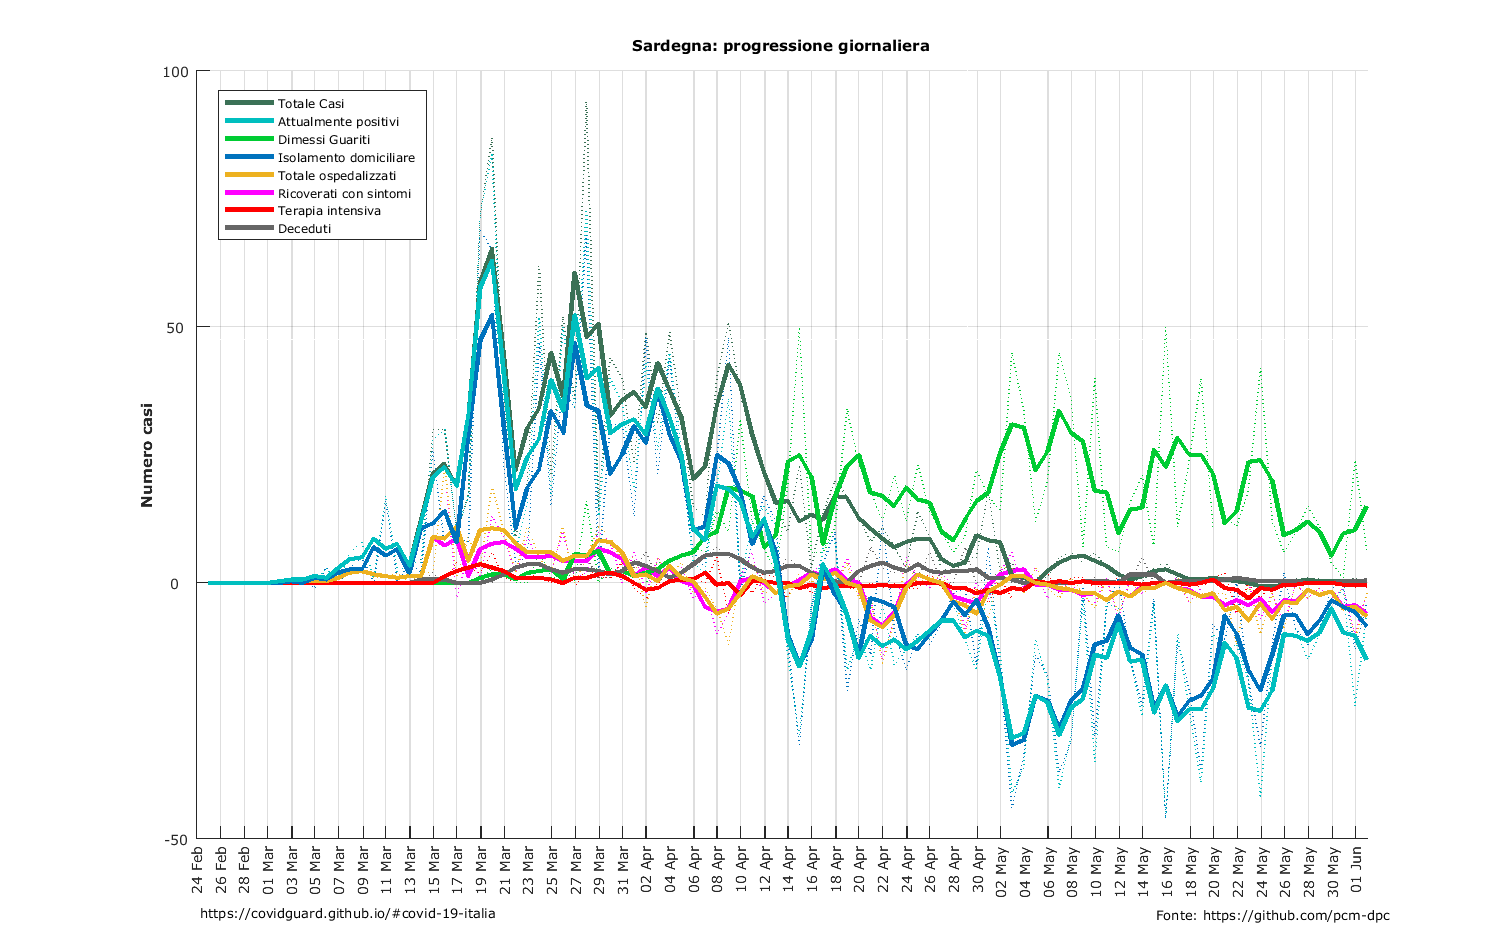 Sardegna: progressione giornaliera
Totale Casi
Attualmente positivi
Dimessi Guariti
Isolamento domiciliare
Totale ospedalizzati
Ricoverati con sintomi
Terapia intensiva
Deceduti
Numero casi
100
50
0
-50
24 Feb
26 Feb
28 Feb
01 Mar
03 Mar
05 Mar
07 Mar
09 Mar
11 Mar
13 Mar
15 Mar
17 Mar
19 Mar
21 Mar
23 Mar
25 Mar
27 Mar
29 Mar
31 Mar
02 Apr
04 Apr
06 Apr
08 Apr
10 Apr
12 Apr
14 Apr
16 Apr
18 Apr
20 Apr
22 Apr
24 Apr
26 Apr
28 Apr
30 Apr
02 May
04 May
06 May
08 May
10 May
12 May
14 May
16 May
18 May
20 May
22 May
24 May
26 May
28 May
30 May
01 Jun
https://covidguard.github.io/#covid-19-italia
Fonte: https://github.com/pcm-dpc